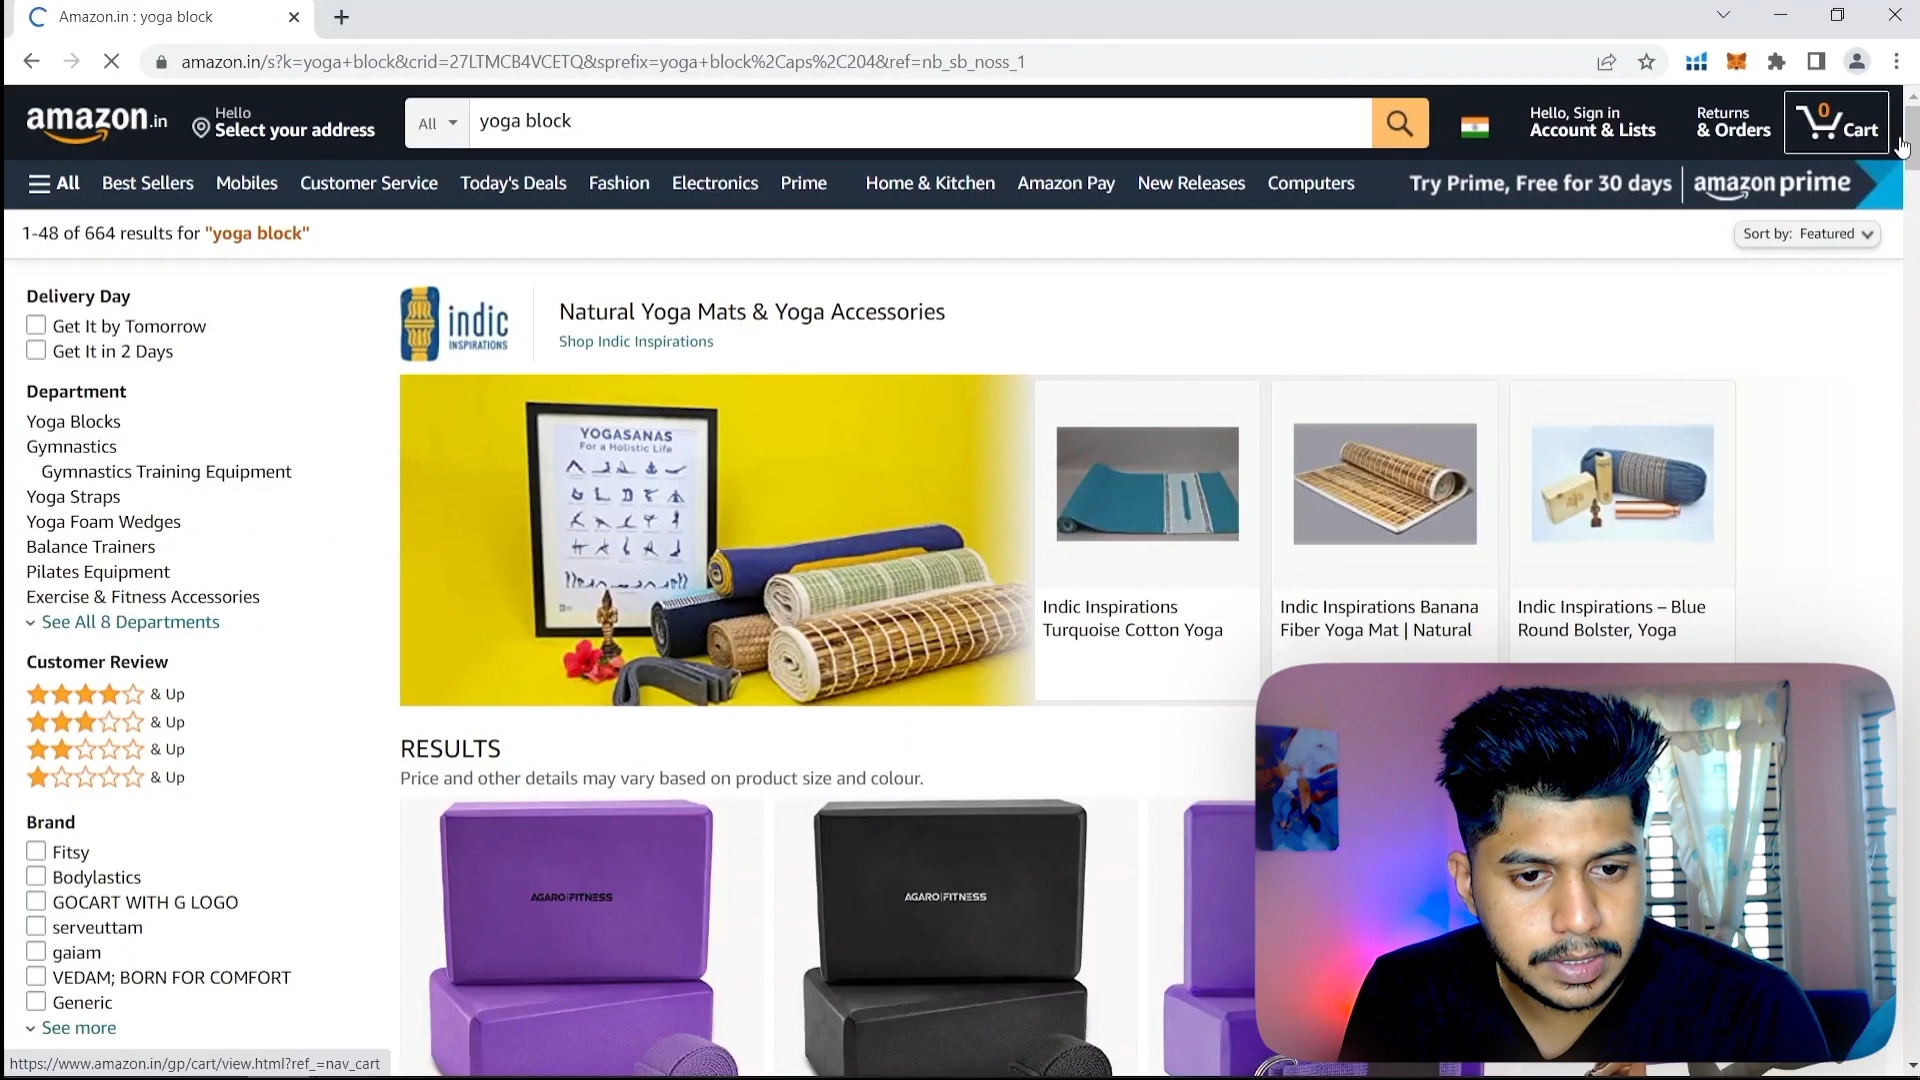 Amazon.in : yoga block
amazon.in/s?k=yoga+block&crid=27LTMCB4VCETQ&sprefix=yoga+block%2Caps%2C204&ref=nb_sb_noss_1
amazon.in
Hello
Select your address
All
yoga block
Hello, Sign in
Account & Lists
Returns
& Orders
0
Cart
All
Best Sellers
Mobiles
Customer Service
Today's Deals
Fashion
Electronics
Prime
Home & Kitchen
Amazon Pay
New Releases
Computers
Try Prime, Free for 30 days
amazon prime
1-48 of 664 results for "yoga block"
Sort by: Featured
Delivery Day
Get It by Tomorrow
Get It in 2 Days
Department
Yoga Blocks
Gymnastics
Gymnastics Training Equipment
Yoga Straps
Yoga Foam Wedges
Balance Trainers
Pilates Equipment
Exercise & Fitness Accessories
See All 8 Departments
Customer Review
& Up
& Up
& Up
& Up
Brand
Fitsy
Bodylastics
GOCART WITH G LOGO
serveuttam
gaiam
VEDAM; BORN FOR COMFORT
Generic
See more
indic
INSPIRATIONS
Natural Yoga Mats & Yoga Accessories
Shop Indic Inspirations
YOGASANAS
For a Holistic Life
Indic Inspirations
Turquoise Cotton Yoga
Indic Inspirations Banana
Fiber Yoga Mat | Natural
Indic Inspirations – Blue
Round Bolster, Yoga
RESULTS
Price and other details may vary based on product size and colour.
AGARO|FITNESS
AGARO|FITNESS
https://www.amazon.in/gp/cart/view.html?ref_=nav_cart